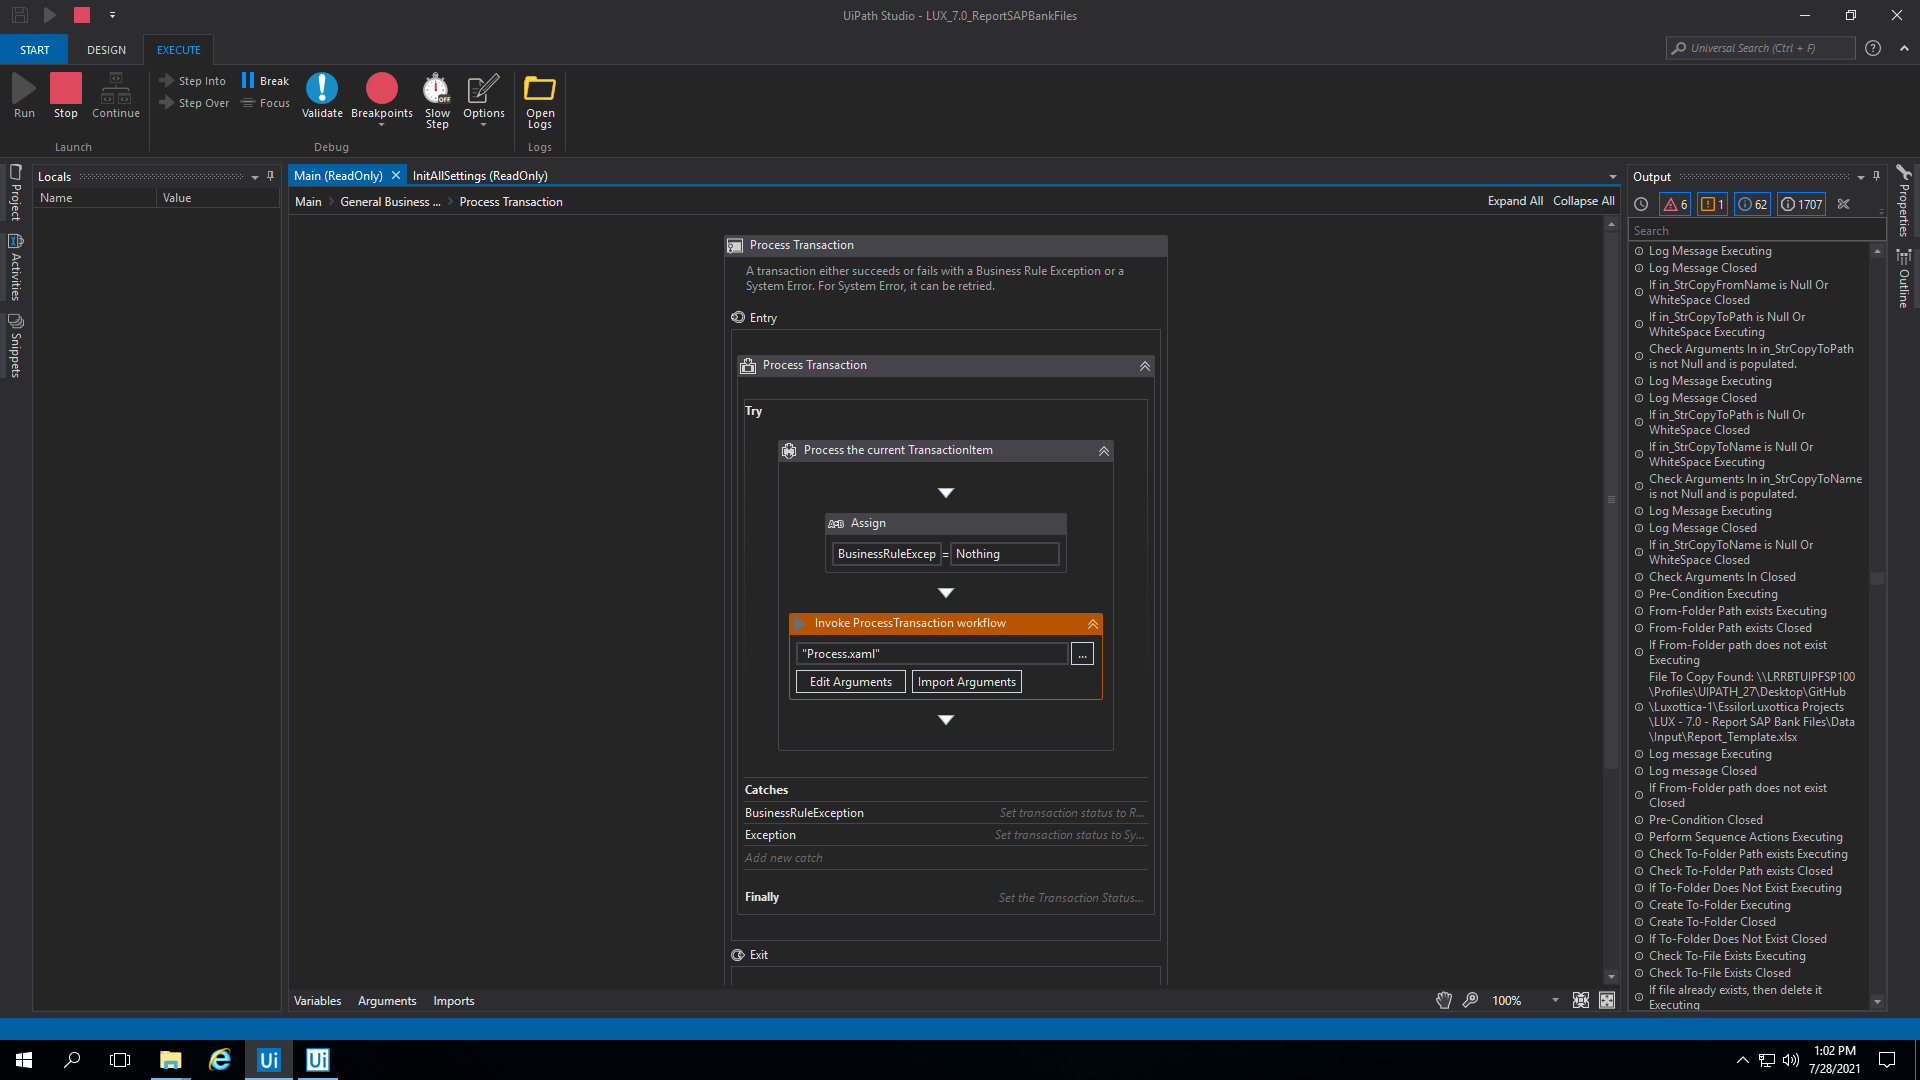 UiPath Studio - LUX_7.0_ReportSAPBankFiles
START
DESIGN
EXECUTE
Universal Search (Ctrl + F)
Run
Stop
Continue
Step Into
Step Over
Break
Focus
Validate
Breakpoints
Slow
Step
OFF
Options
Open
Logs
Launch
Debug
Logs
Project
Activities
Snippets
Locals
Name
Value
Main (ReadOnly)
InitAllSettings (ReadOnly)
Main
General Business ...
Process Transaction
Expand All
Collapse All
Process Transaction
A transaction either succeeds or fails with a Business Rule Exception or a
System Error. For System Error, it can be retried.
Entry
Process Transaction
Try
Process the current TransactionItem
Assign
BusinessRuleExcep = Nothing
Invoke ProcessTransaction workflow
"Process.xaml"
...
Edit Arguments
Import Arguments
Catches
BusinessRuleException
Set transaction status to R...
Exception
Set transaction status to Sy...
Add new catch
Finally
Set the Transaction Status...
Exit
Variables
Arguments
Imports
100%
Output
6
1
62
1707
Search
Log Message Executing
Log Message Closed
If in_StrCopyFromName is Null Or
WhiteSpace Closed
If in_StrCopyToPath is Null Or
WhiteSpace Executing
Check Arguments In in_StrCopyToPath
is not Null and is populated.
Log Message Executing
Log Message Closed
If in_StrCopyToPath is Null Or
WhiteSpace Closed
If in_StrCopyToName is Null Or
WhiteSpace Executing
Check Arguments In in_StrCopyToName
is not Null and is populated.
Log Message Executing
Log Message Closed
If in_StrCopyToName is Null Or
WhiteSpace Closed
Check Arguments In Closed
Pre-Condition Executing
From-Folder Path exists Executing
From-Folder Path exists Closed
If From-Folder path does not exist
Executing
File To Copy Found: \\LRRBTUIPFSP100
\Profiles\UIPATH_27\Desktop\GitHub
\Luxottica-1\EssilorLuxottica Projects
\LUX - 7.0 - Report SAP Bank Files\Data
\Input\Report_Template.xlsx
Log message Executing
Log message Closed
If From-Folder path does not exist
Closed
Pre-Condition Closed
Perform Sequence Actions Executing
Check To-Folder Path exists Executing
Check To-Folder Path exists Closed
If To-Folder Does Not Exist Executing
Create To-Folder Executing
Create To-Folder Closed
If To-Folder Does Not Exist Closed
Check To-File Exists Executing
Check To-File Exists Closed
If file already exists, then delete it
Executing
Properties
Outline
Ui
Ui
1:02 PM
7/28/2021